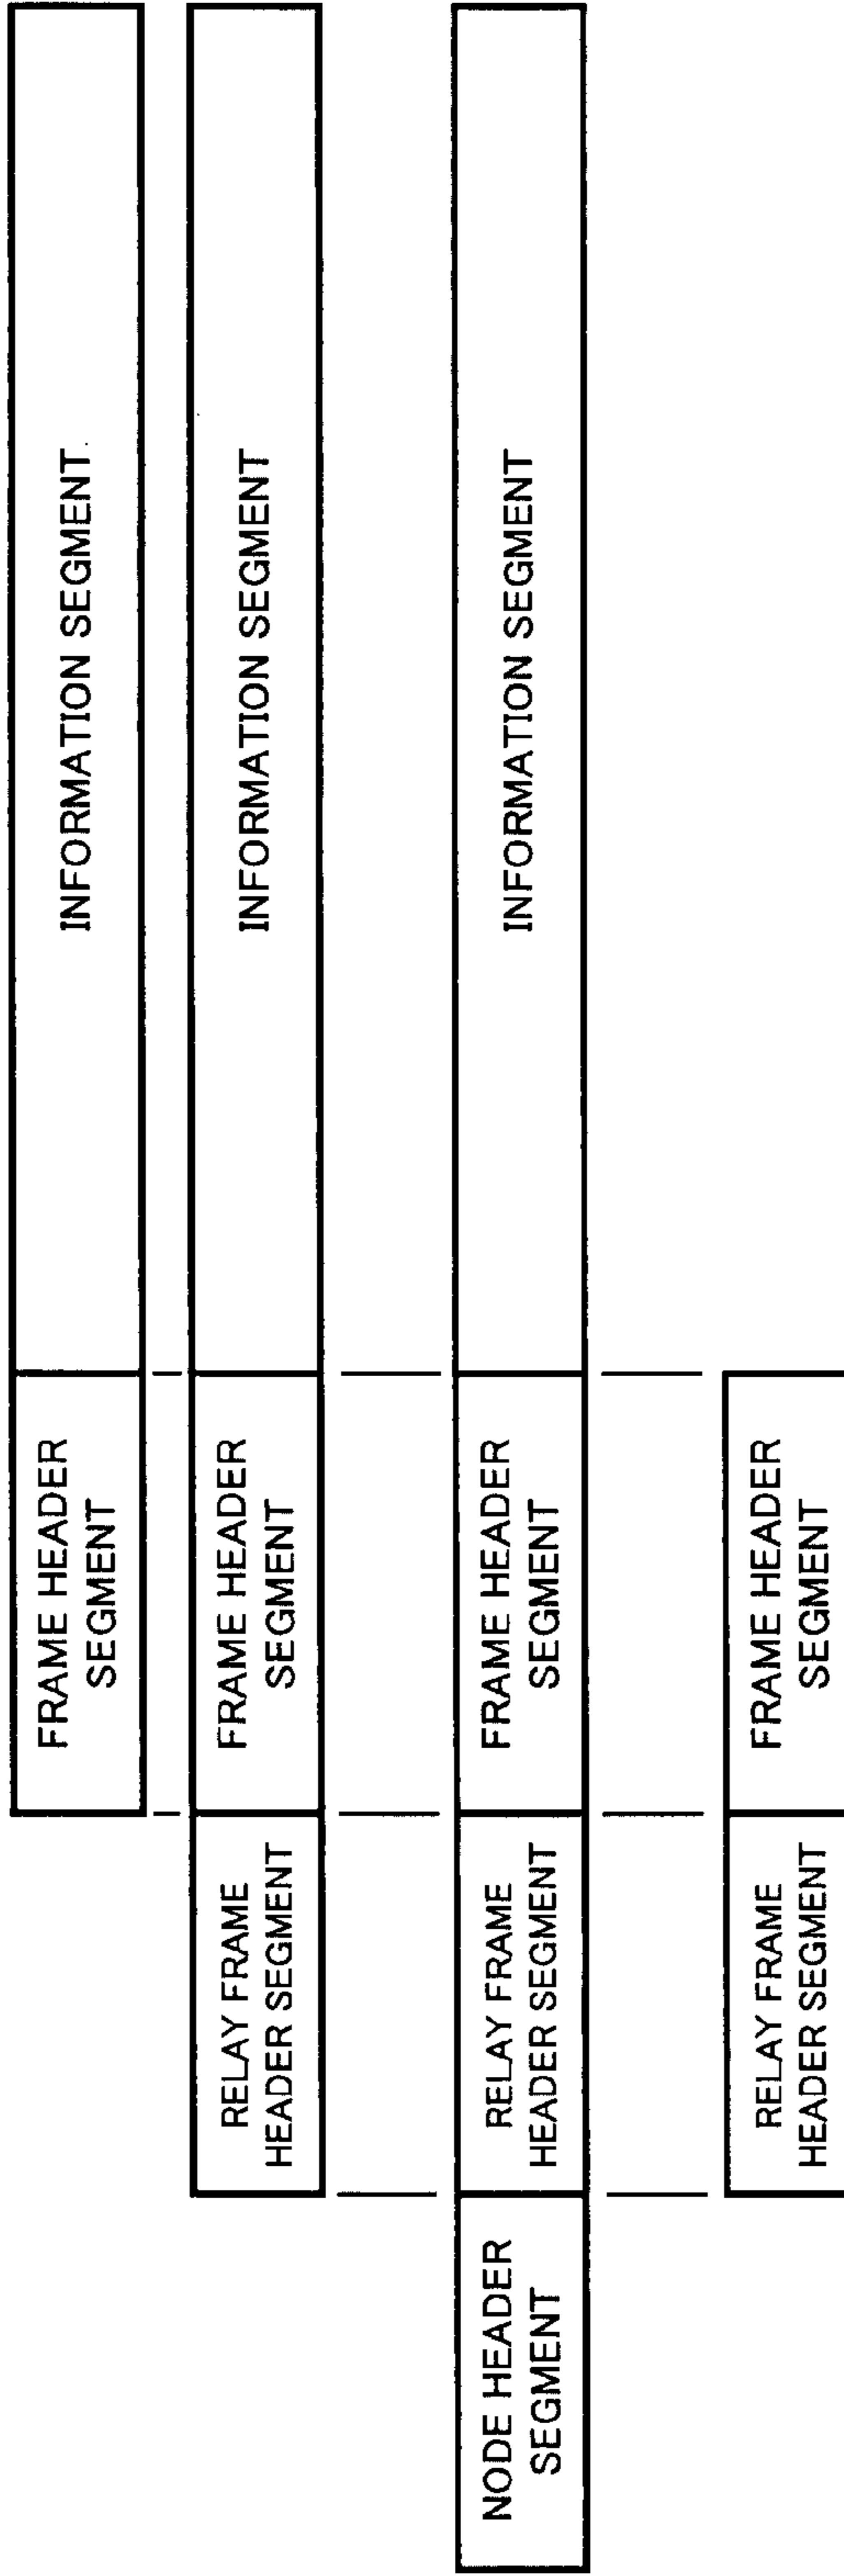 FRAME HEADER
SEGMENT
INFORMATION SEGMENT
RELAY FRAME
HEADER SEGMENT
FRAME HEADER
SEGMENT
INFORMATION SEGMENT
NODE HEADER
SEGMENT
RELAY FRAME
HEADER SEGMENT
FRAME HEADER
SEGMENT
INFORMATION SEGMENT
RELAY FRAME
HEADER SEGMENT
FRAME HEADER
SEGMENT